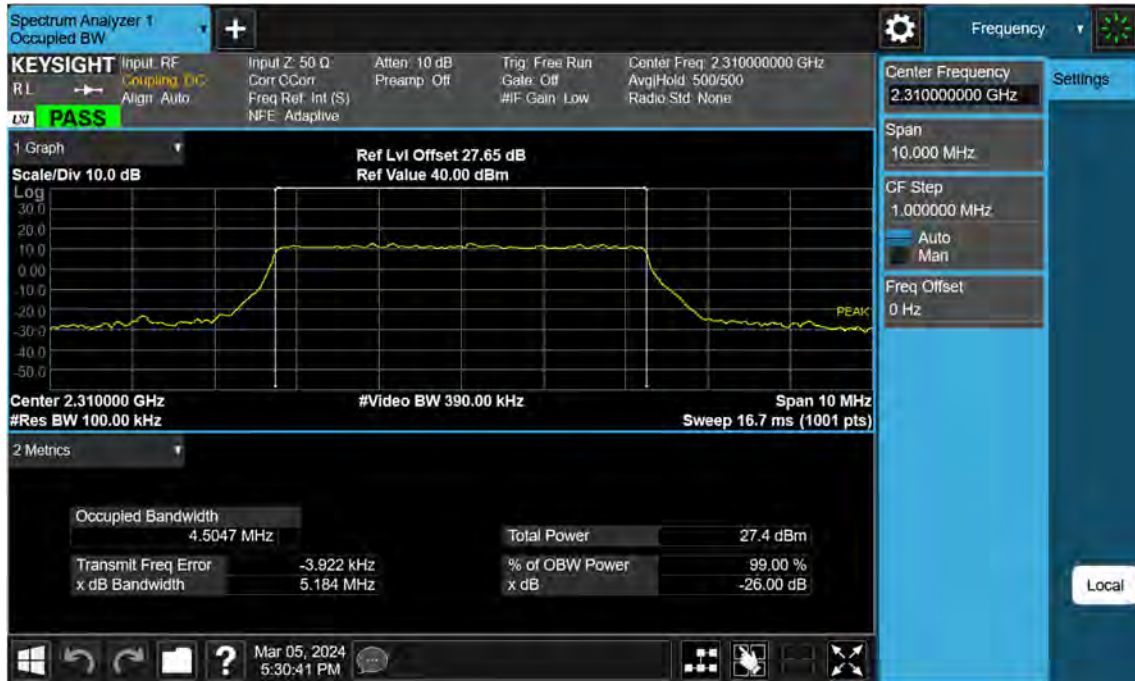 Spectrum Analyzer 1
Occupied BW
+
Frequency
KEYSIGHT
RL
LXI PASS
Input: RF
Coupling: DC
Align: Auto
Input Z: 50 Ω
Corr CCorr
Freq Ref: Int (S)
NFE: Adaptive
Atten: 10 dB
Preamp: Off
Trig: Free Run
Gate: Off
#IF Gain: Low
Center Freq: 2.310000000 GHz
Avg|Hold: 500/500
Radio Std: None
1 Graph
Scale/Div 10.0 dB
Ref Lvl Offset 27.65 dB
Ref Value 40.00 dBm
Log
30.0
20.0
10.0
0.00
-10.0
-20.0
-30.0
-40.0
-50.0
PEAK
Center 2.310000 GHz
#Video BW 390.00 kHz
Span 10 MHz
#Res BW 100.00 kHz
Sweep 16.7 ms (1001 pts)
2 Metrics
Occupied Bandwidth
4.5047 MHz
Total Power 27.4 dBm
Transmit Freq Error -3.922 kHz
% of OBW Power 99.00 %
x dB Bandwidth 5.184 MHz
x dB -26.00 dB
Center Frequency
2.310000000 GHz
Settings
Span
10.000 MHz
CF Step
1.000000 MHz
Auto
Man
Freq Offset
0 Hz
Local
?
Mar 05, 2024
5:30:41 PM